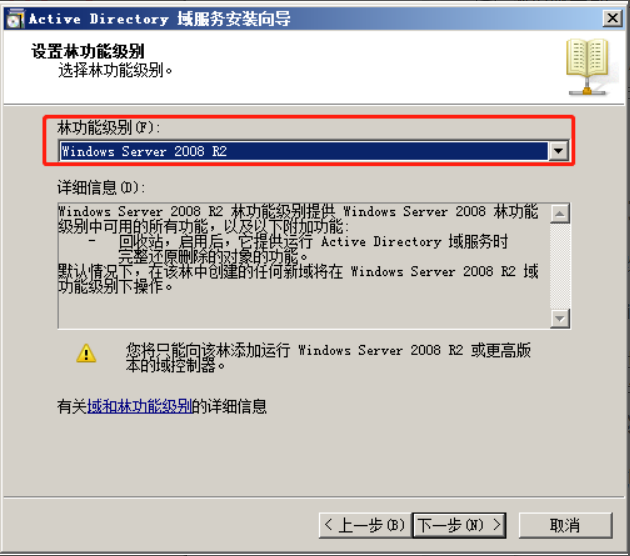 Active Directory 域服务安装向导
设置林功能级别
选择林功能级别。
林功能级别(F):
Windows Server 2008 R2
详细信息(D):
Windows Server 2008 R2 林功能级别提供 Windows Server 2008 林功能
级别中可用的所有功能，以及以下附加功能:
- 回收站，启用后，它提供运行 Active Directory 域服务时
完整还原删除的对象的功能。
默认情况下，在该林中创建的任何新域将在 Windows Server 2008 R2 域
功能级别下操作。
您将只能向该林添加运行 Windows Server 2008 R2 或更高版
本的域控制器。
有关域和林功能级别的详细信息
< 上一步(B) 下一步(N) > 取消